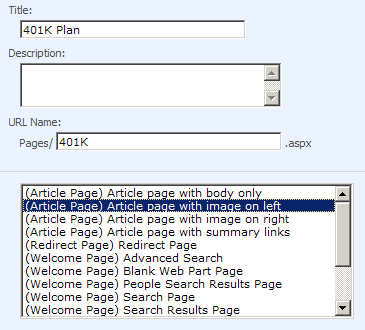 Title:
401K Plan
Description:
URL Name:
Pages/ 401K .aspx
(Article Page) Article page with body only
(Article Page) Article page with image on left
(Article Page) Article page with image on right
(Article Page) Article page with summary links
(Redirect Page) Redirect Page
(Welcome Page) Advanced Search
(Welcome Page) Blank Web Part Page
(Welcome Page) People Search Results Page
(Welcome Page) Search Page
(Welcome Page) Search Results Page